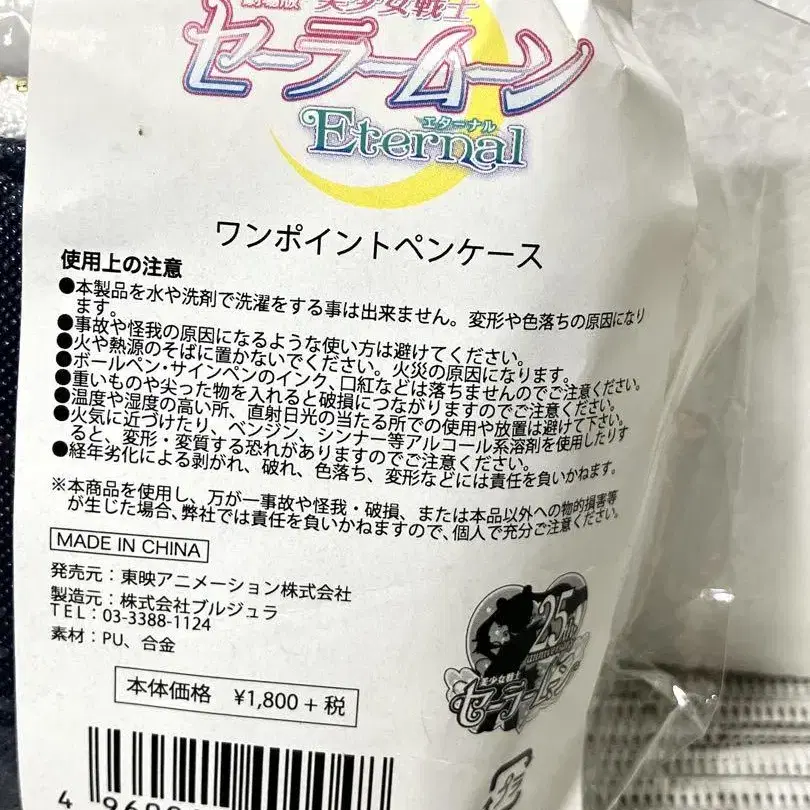 劇場版 美少女戦士
セーラームーン
エターナル
Eternal
ワンポイントペンケース
使用上の注意
●本製品を水や洗剤で洗濯をする事は出来ません。変形や色落ちの原因になり
ます。
●事故や怪我の原因になるような使い方は避けてください。
●火や熱源のそばに置かないでください。火災の原因になります。
●ボールペン・サインペンのインク、口紅などは落ちませんのでご注意ください。
●重いものや尖った物を入れると破損につながりますのでご注意ください。
●温度や湿度の高い所、直射日光の当たる所での使用や放置は避けて下さい。
●火気に近づけたり、ベンジン、シンナー等アルコール系溶剤を使用したりす
ると、変形・変質する恐れがありますのでご注意ください。
●経年劣化による剥がれ、破れ、色落ち、変形などには責任を負いかねます。
※本商品を使用し、万が一事故や怪我・破損、または本品以外への物的損害等
が生じた場合、弊社では責任を負いかねますので、個人で充分ご注意ください。
MADE IN CHINA
発売元：東映アニメーション株式会社
製造元：株式会社ブルジュラ
TEL：03-3388-1124
素材：PU、合金
25th
anniversary
美少女戦士
セーラームーン
本体価格 ¥1,800＋税
プラ